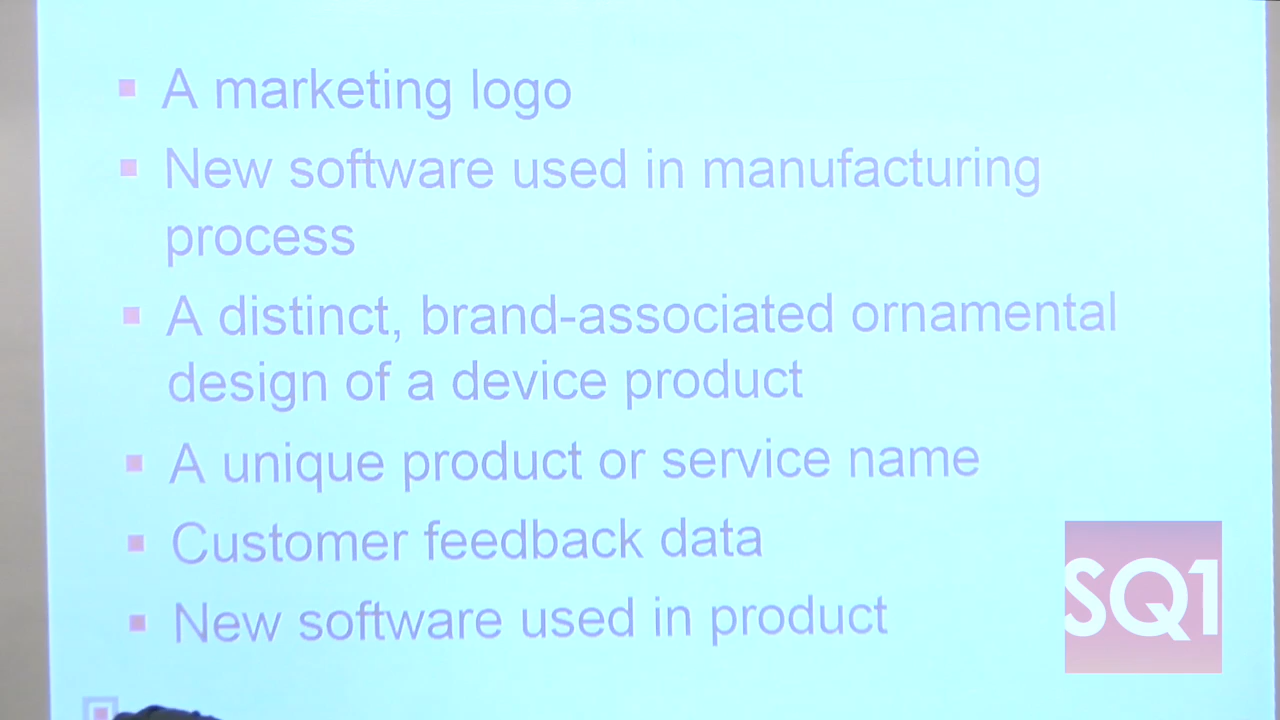 A marketing logo
New software used in manufacturing
process
A distinct, brand-associated ornamental
design of a device product
A unique product or service name
Customer feedback data
New software used in product
SQ1